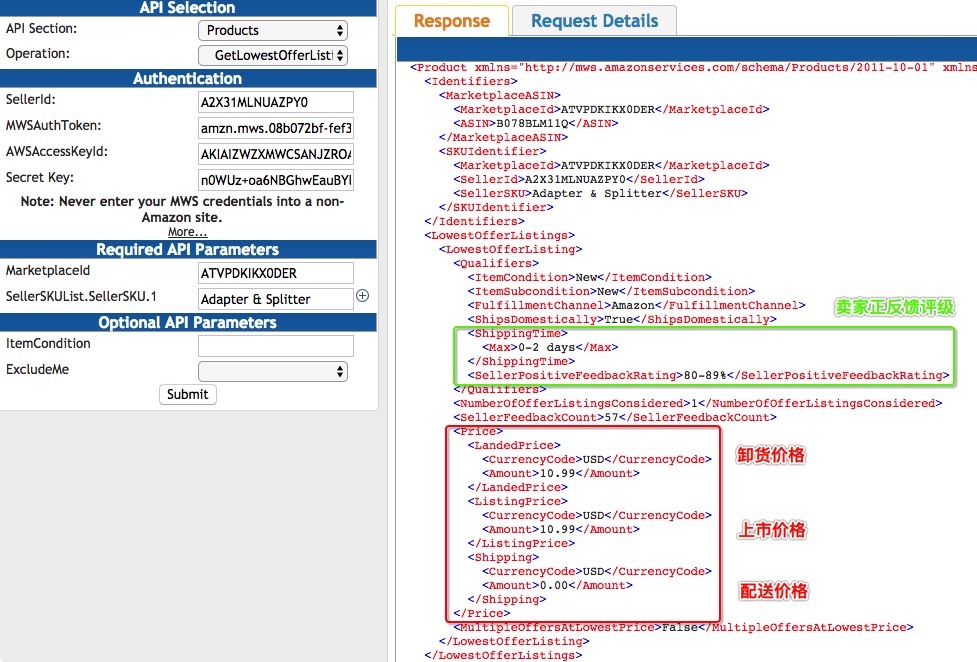 API Selection
API Section: Products
Operation: GetLowestOfferListi
Authentication
SellerId: A2X31MLNUAZPY0
MWSAuthToken: amzn.mws.08b072bf-fef3
AWSAccessKeyId: AKIAIZWZXMWCSANJZRO
Secret Key: n0WUz+oa6NBGhwEauBYI
Note: Never enter your MWS credentials into a non-
Amazon site.
More...
Required API Parameters
MarketplaceId ATVPDKIKX0DER
SellerSKUList.SellerSKU.1 Adapter & Splitter
Optional API Parameters
ItemCondition
ExcludeMe
Submit
Response Request Details
<Product xmlns="http://mws.amazonservices.com/schema/Products/2011-10-01" xmlns
<Identifiers>
<MarketplaceASIN>
<MarketplaceId>ATVPDKIKX0DER</MarketplaceId>
<ASIN>B078BLM11Q</ASIN>
</MarketplaceASIN>
<SKUIdentifier>
<MarketplaceId>ATVPDKIKX0DER</MarketplaceId>
<SellerId>A2X31MLNUAZPY0</SellerId>
<SellerSKU>Adapter & Splitter</SellerSKU>
</SKUIdentifier>
</Identifiers>
<LowestOfferListings>
<LowestOfferListing>
<Qualifiers>
<ItemCondition>New</ItemCondition>
<ItemSubcondition>New</ItemSubcondition>
<FulfillmentChannel>Amazon</FulfillmentChannel>
<ShipsDomestically>True</ShipsDomestically>
卖家正反馈评级
<ShippingTime>
<Max>0-2 days</Max>
</ShippingTime>
<SellerPositiveFeedbackRating>80-89%</SellerPositiveFeedbackRating>
</Qualifiers>
<NumberOfOfferListingsConsidered>1</NumberOfOfferListingsConsidered>
<SellerFeedbackCount>57</SellerFeedbackCount>
<Price>
<LandedPrice>
<CurrencyCode>USD</CurrencyCode>
卸货价格
<Amount>10.99</Amount>
</LandedPrice>
<ListingPrice>
<CurrencyCode>USD</CurrencyCode>
<Amount>10.99</Amount>
上市价格
</ListingPrice>
<Shipping>
<CurrencyCode>USD</CurrencyCode>
<Amount>0.00</Amount>
配送价格
</Shipping>
</Price>
<MultipleOffersAtLowestPrice>False</MultipleOffersAtLowestPrice>
</LowestOfferListing>
</LowestOfferListings>